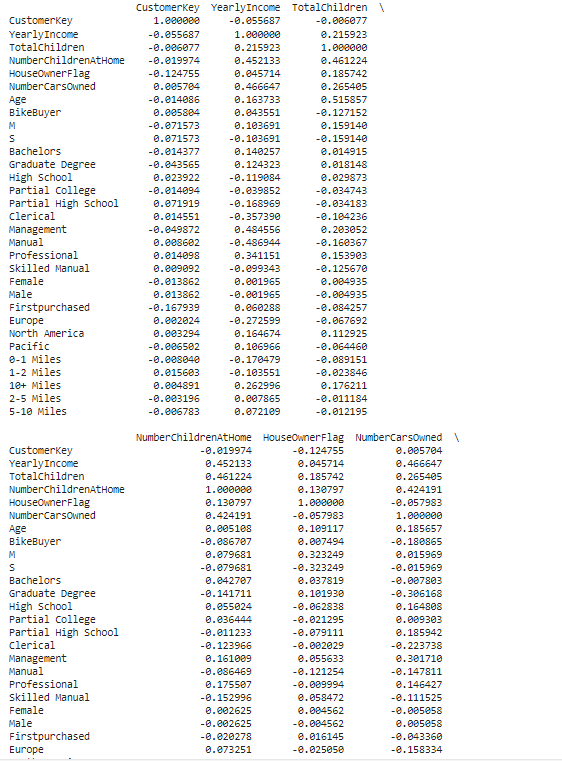 CustomerKey YearlyIncome TotalChildren \
CustomerKey 1.000000 -0.055687 -0.006077
YearlyIncome -0.055687 1.000000 0.215923
TotalChildren -0.006077 0.215923 1.000000
NumberChildrenAtHome -0.019974 0.452133 0.461224
HouseOwnerFlag -0.124755 0.045714 0.185742
NumberCarsOwned 0.005704 0.466647 0.265405
Age -0.014086 0.163733 0.515857
BikeBuyer 0.005804 0.043551 -0.127152
M -0.071573 0.103691 0.159140
S 0.071573 -0.103691 -0.159140
Bachelors -0.014377 0.140257 0.014915
Graduate Degree -0.043565 0.124323 0.018148
High School 0.023922 -0.119084 0.029873
Partial College -0.014094 -0.039852 -0.034743
Partial High School 0.071919 -0.168969 -0.034183
Clerical 0.014551 -0.357390 -0.104236
Management -0.049872 0.484556 0.203052
Manual 0.008602 -0.486944 -0.160367
Professional 0.014098 0.341151 0.153903
Skilled Manual 0.009092 -0.099343 -0.125670
Female -0.013862 0.001965 0.004935
Male 0.013862 -0.001965 -0.004935
Firstpurchased -0.167939 0.060288 -0.084257
Europe 0.002024 -0.272599 -0.067692
North America 0.003294 0.164674 0.112925
Pacific -0.006502 0.106966 -0.064460
0-1 Miles -0.008040 -0.170479 -0.089151
1-2 Miles 0.015603 -0.103551 -0.023846
10+ Miles 0.004891 0.262996 0.176211
2-5 Miles -0.003196 0.007865 -0.011184
5-10 Miles -0.006783 0.072109 -0.012195
NumberChildrenAtHome HouseOwnerFlag NumberCarsOwned \
CustomerKey -0.019974 -0.124755 0.005704
YearlyIncome 0.452133 0.045714 0.466647
TotalChildren 0.461224 0.185742 0.265405
NumberChildrenAtHome 1.000000 0.130797 0.424191
HouseOwnerFlag 0.130797 1.000000 -0.057983
NumberCarsOwned 0.424191 -0.057983 1.000000
Age 0.005108 0.109117 0.185657
BikeBuyer -0.086707 0.007494 -0.180865
M 0.079681 0.323249 0.015969
S -0.079681 -0.323249 -0.015969
Bachelors 0.042707 0.037819 -0.007803
Graduate Degree -0.141711 0.101930 -0.306168
High School 0.055024 -0.062838 0.164808
Partial College 0.036444 -0.021295 0.009303
Partial High School -0.011233 -0.079111 0.185942
Clerical -0.123966 -0.002029 -0.223738
Management 0.161009 0.055633 0.301710
Manual -0.086469 -0.121254 -0.147811
Professional 0.175507 -0.009994 0.146427
Skilled Manual -0.152996 0.058472 -0.111525
Female 0.002625 0.004562 -0.005058
Male -0.002625 -0.004562 0.005058
Firstpurchased -0.020278 0.016145 -0.043360
Europe 0.073251 -0.025050 -0.158334